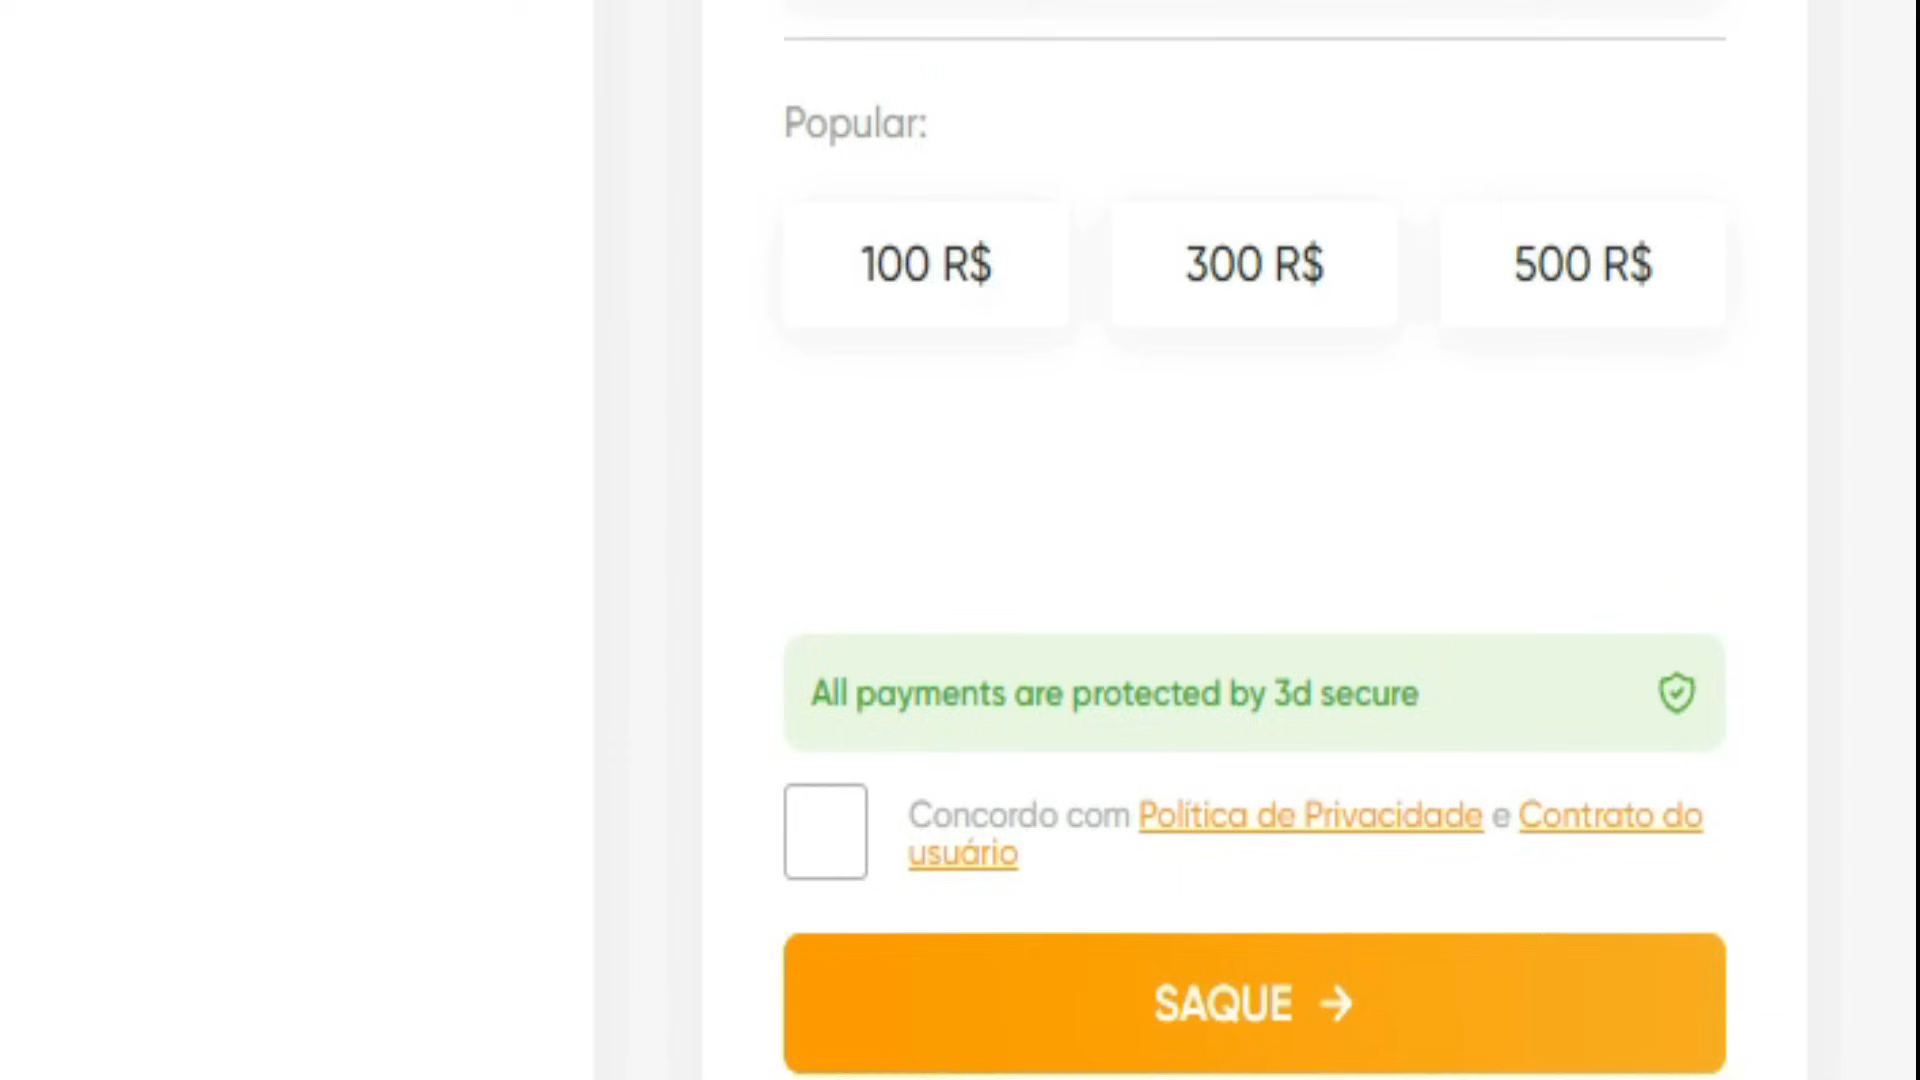 Popular:
100 R$ 300 R$ 500 R$
All payments are protected by 3d secure
Concordo com Política de Privacidade e Contrato do
usuário
SAQUE →